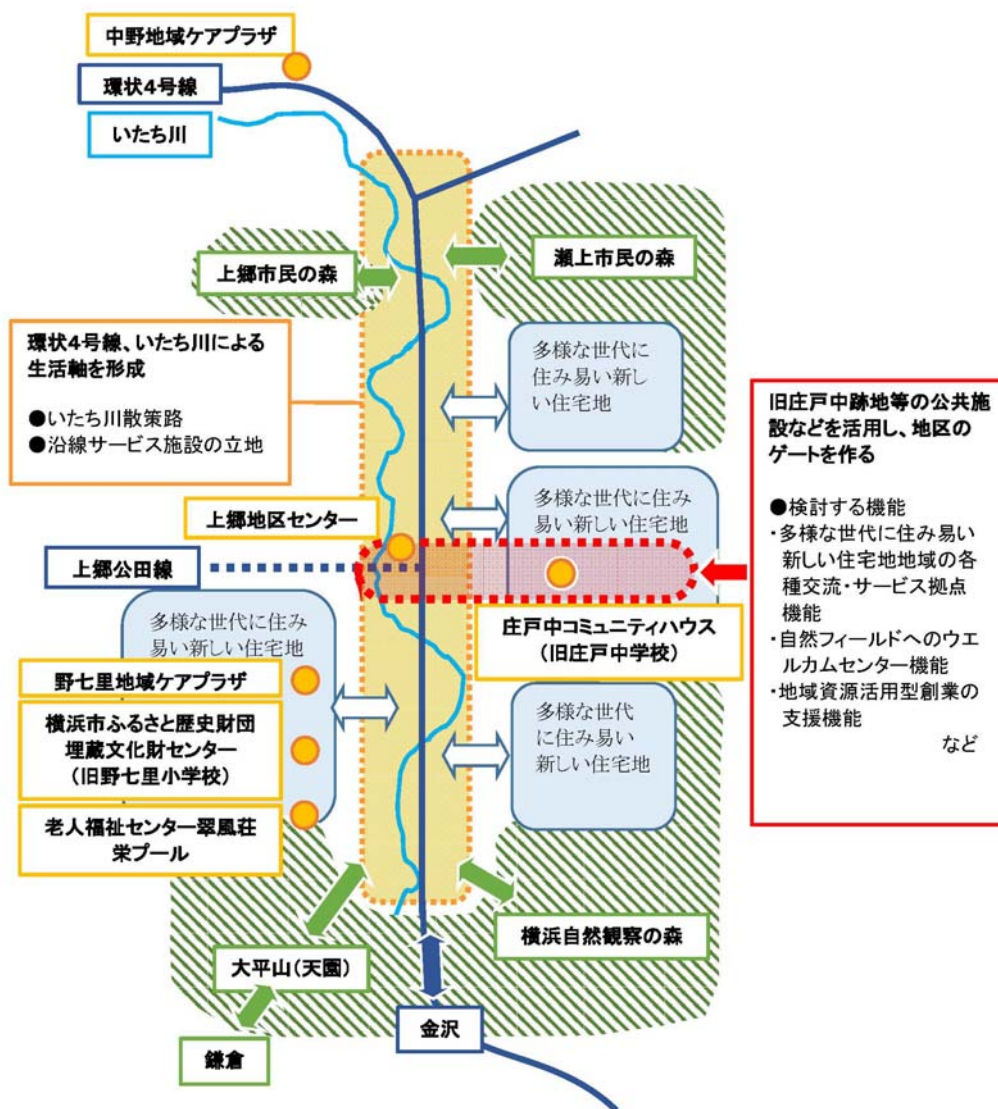 中野地域ケアプラザ
環状4号線
いたち川
上郷市民の森
瀬上市民の森
環状4号線、いたち川による
生活軸を形成
●いたち川散策路
●沿線サービス施設の立地
多様な世代に
住み易い新し
い住宅地
旧庄戸中跡地等の公共施
設などを活用し、地区の
ゲートを作る
●検討する機能
・多様な世代に住み易い
新しい住宅地地域の各
種交流・サービス拠点
機能
・自然フィールドへのウエ
ルカムセンター機能
・地域資源活用型創業の
支援機能
など
上郷地区センター
多様な世代に住み
易い新しい住宅地
上郷公田線
庄戸中コミュニティハウス
(旧庄戸中学校)
多様な世代に住み
易い新しい住宅地
野七里地域ケアプラザ
横浜市ふるさと歴史財団
埋蔵文化財センター
(旧野七里小学校)
老人福祉センター翠風荘
栄プール
多様な世代
に住み易い
新しい住宅地
横浜自然観察の森
大平山(天園)
金沢
鎌倉